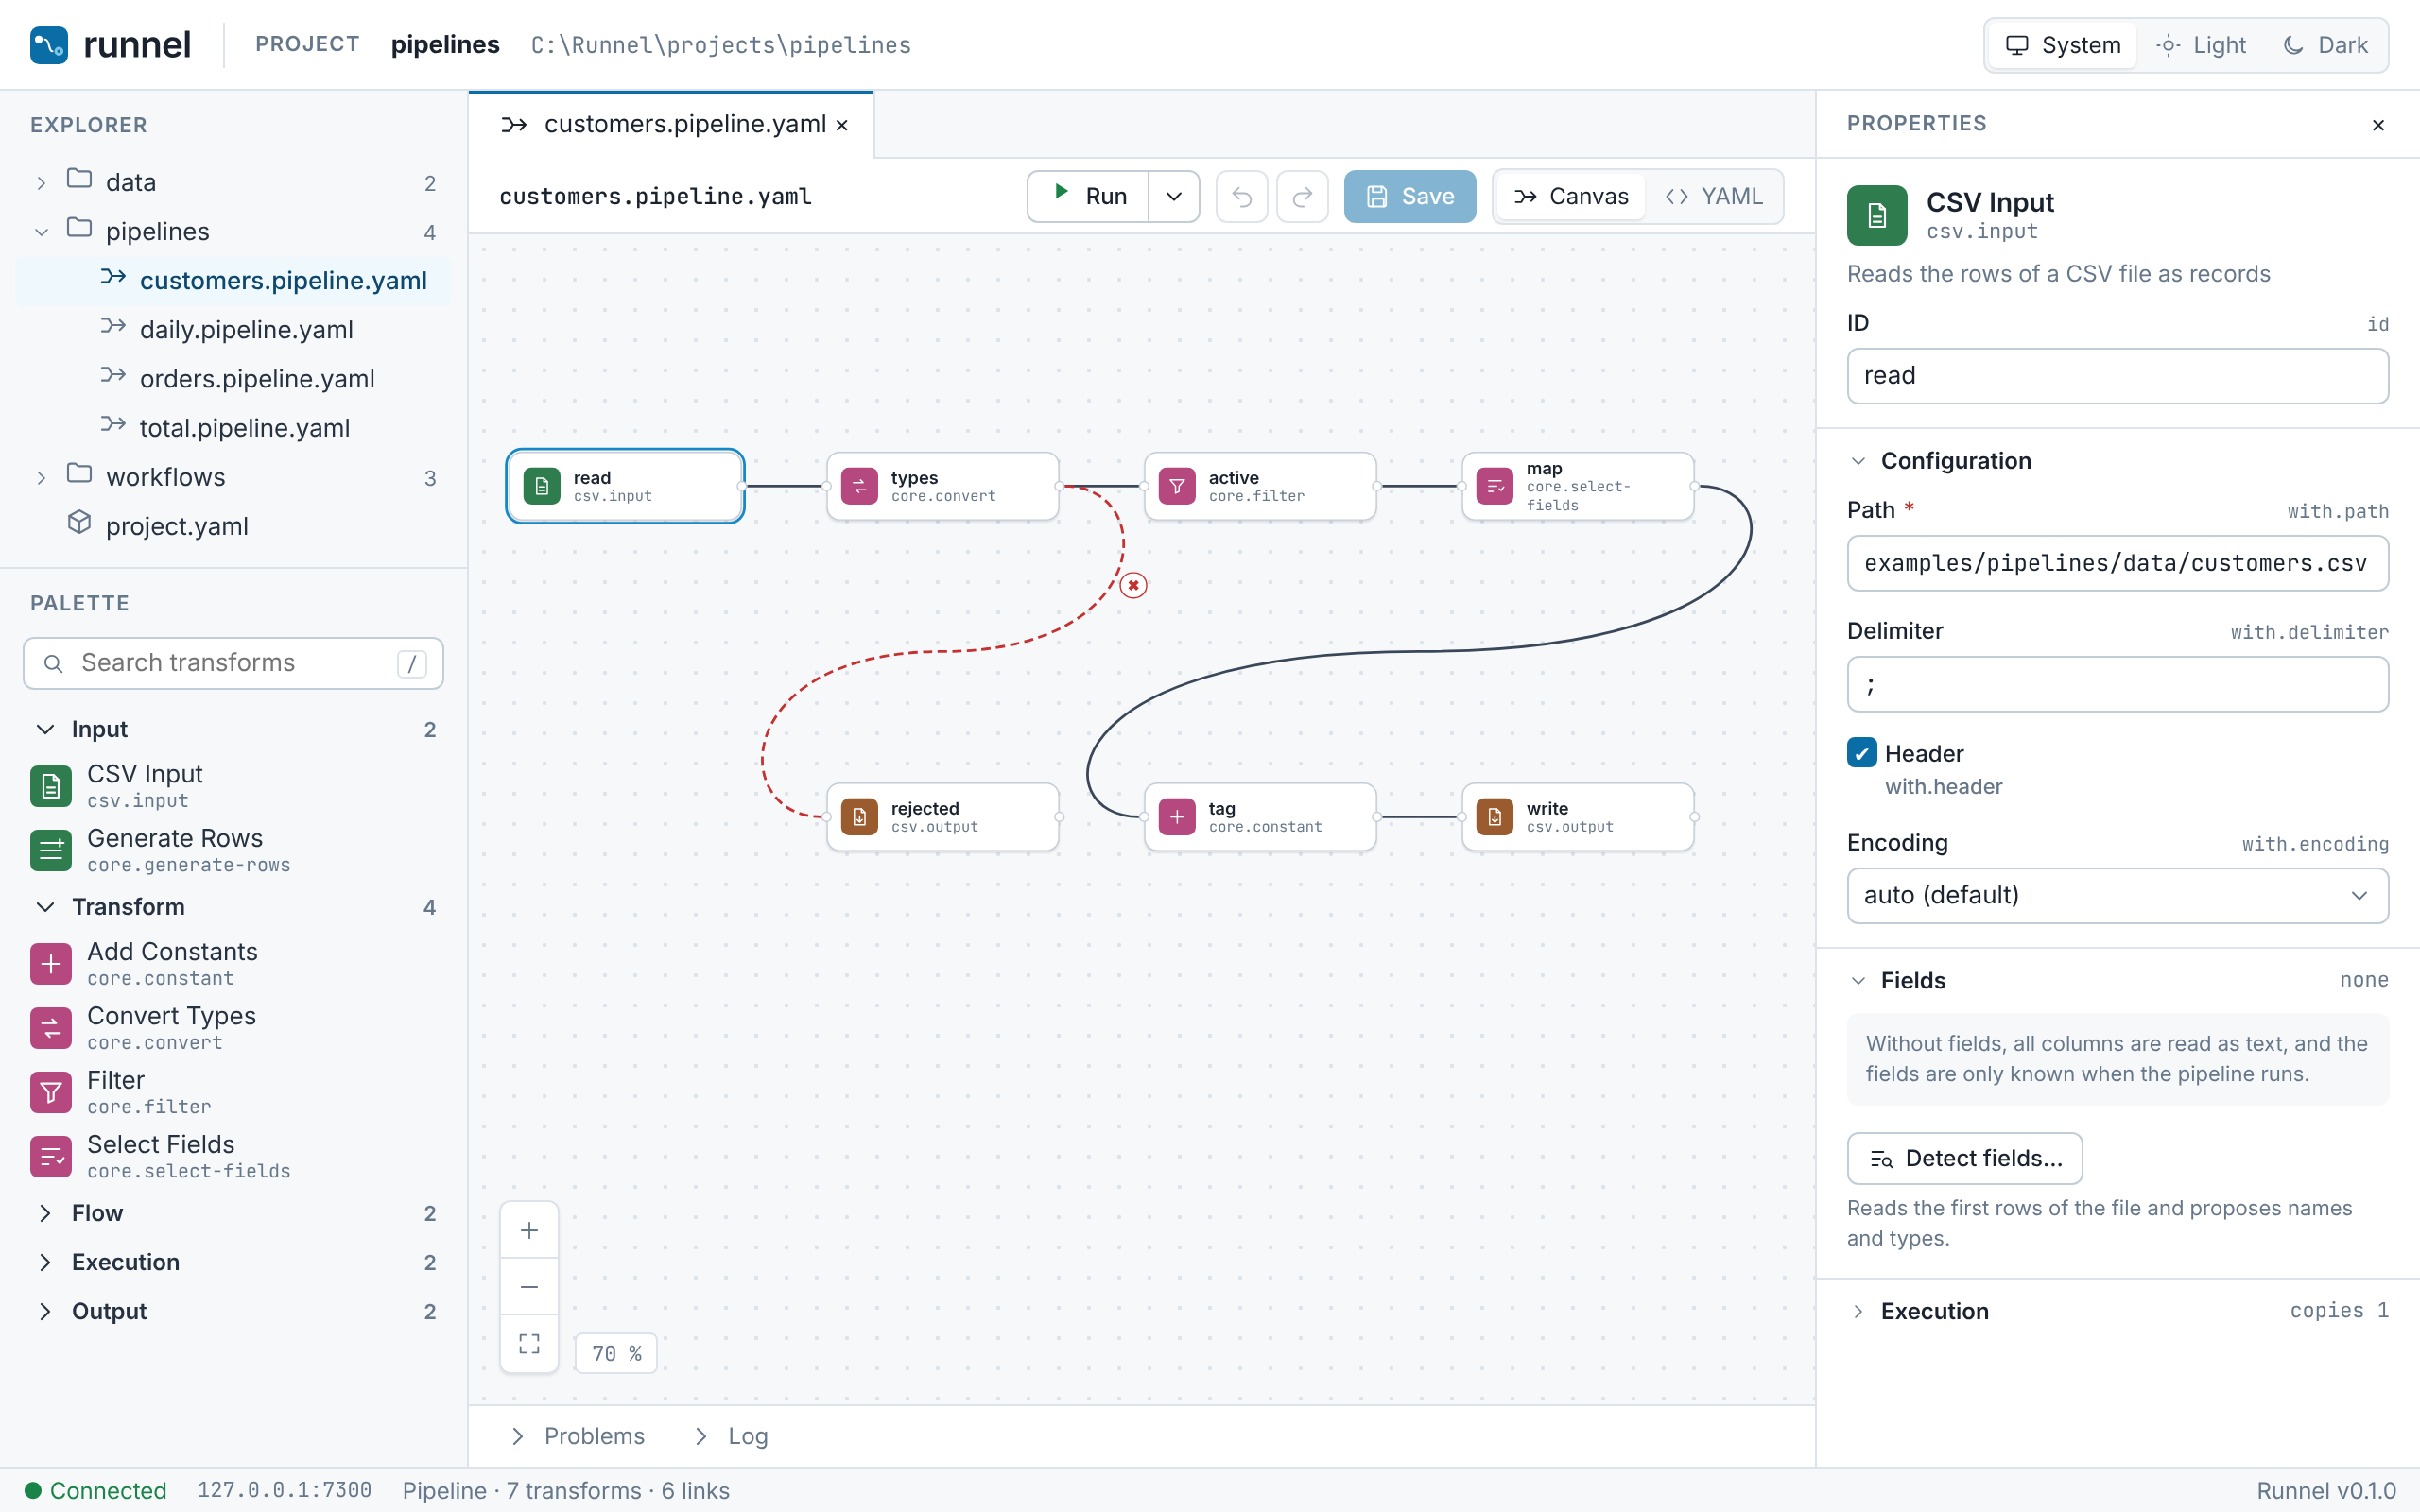 runnel
PROJECT pipelines C:\Runnel\projects\pipelines
System Light Dark
EXPLORER
data 2
pipelines 4
customers.pipeline.yaml
daily.pipeline.yaml
orders.pipeline.yaml
total.pipeline.yaml
workflows 3
project.yaml
PALETTE
Search transforms /
Input 2
CSV Input
csv.input
Generate Rows
core.generate-rows
Transform 4
Add Constants
core.constant
Convert Types
core.convert
Filter
core.filter
Select Fields
core.select-fields
Flow 2
Execution 2
Output 2
customers.pipeline.yaml ×
customers.pipeline.yaml
Run Save Canvas YAML
read
csv.input
types
core.convert
active
core.filter
map
core.select-
fields
rejected
csv.output
tag
core.constant
write
csv.output
70 %
Problems Log
PROPERTIES ×
CSV Input
csv.input
Reads the rows of a CSV file as records
ID id
read
Configuration
Path * with.path
examples/pipelines/data/customers.csv
Delimiter with.delimiter
;
Header
with.header
Encoding with.encoding
auto (default)
Fields none
Without fields, all columns are read as text, and the
fields are only known when the pipeline runs.
Detect fields...
Reads the first rows of the file and proposes names
and types.
Execution copies 1
Connected 127.0.0.1:7300 Pipeline · 7 transforms · 6 links
Runnel v0.1.0